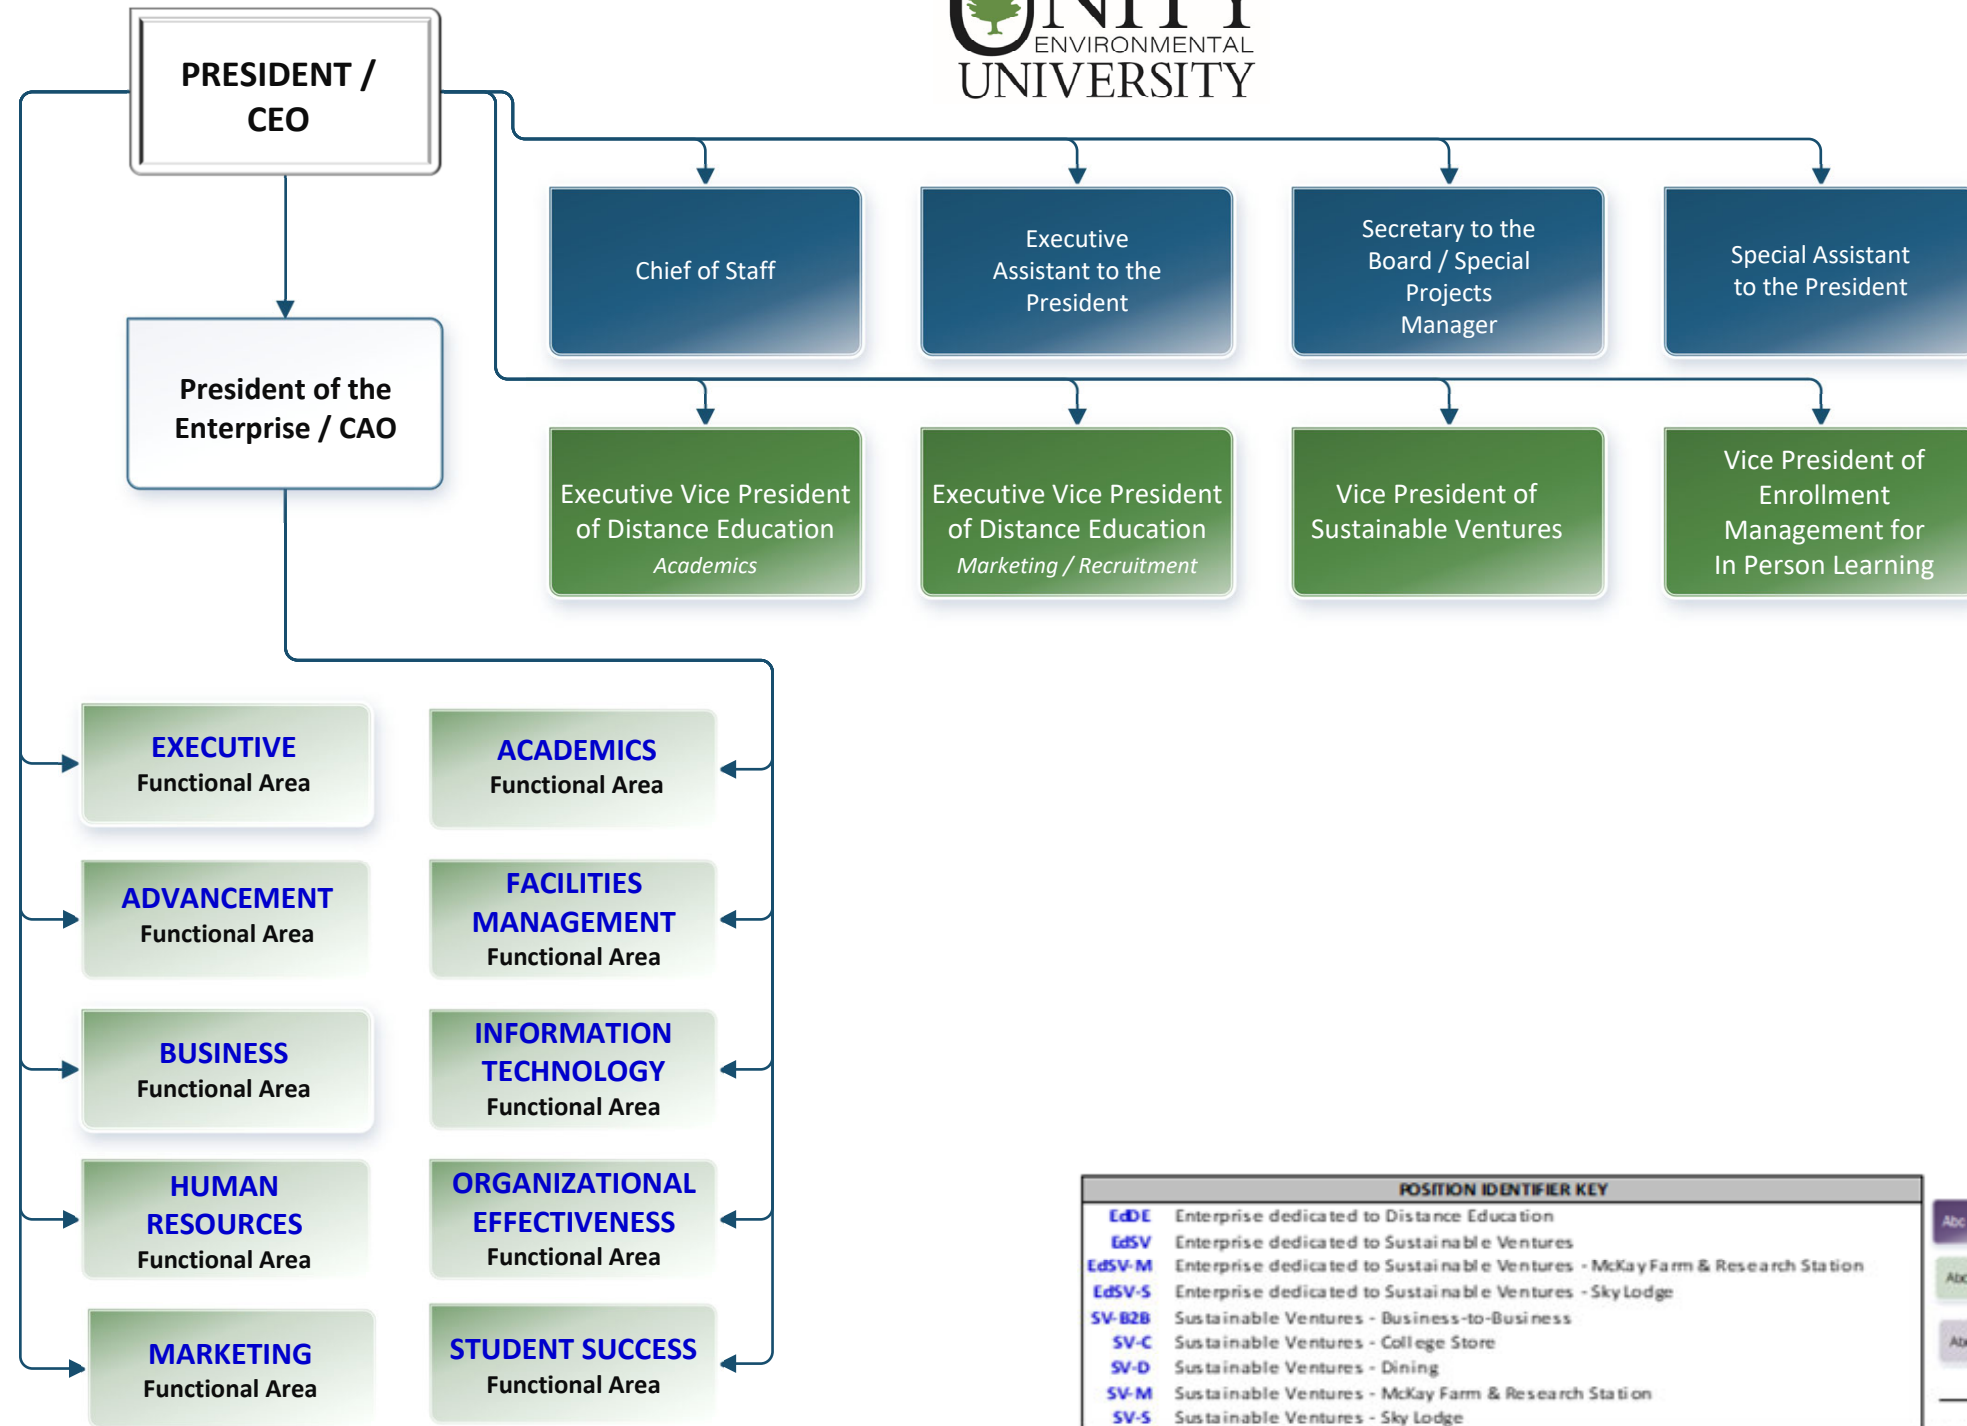 UNITY
ENVIRONMENTAL
UNIVERSITY
PRESIDENT /
CEO
Chief of Staff
Executive
Assistant to the
President
Secretary to the
Board / Special
Projects
Manager
Special Assistant
to the President
President of the
Enterprise / CAO
Executive Vice President
of Distance Education
Academics
Executive Vice President
of Distance Education
Marketing / Recruitment
Vice President of
Sustainable Ventures
Vice President of
Enrollment
Management for
In Person Learning
EXECUTIVE
Functional Area
ACADEMICS
Functional Area
ADVANCEMENT
Functional Area
FACILITIES
MANAGEMENT
Functional Area
BUSINESS
Functional Area
INFORMATION
TECHNOLOGY
Functional Area
HUMAN
RESOURCES
Functional Area
ORGANIZATIONAL
EFFECTIVENESS
Functional Area
MARKETING
Functional Area
STUDENT SUCCESS
Functional Area
POSITION IDENTIFIER KEY
EdDE Enterprise dedicated to Distance Education
EdSV Enterprise dedicated to Sustainable Ventures
EdSV-M Enterprise dedicated to Sustainable Ventures - McKay Farm & Research Station
EdSV-S Enterprise dedicated to Sustainable Ventures - Sky Lodge
SV-B2B Sustainable Ventures - Business-to-Business
SV-C Sustainable Ventures - College Store
SV-D Sustainable Ventures - Dining
SV-M Sustainable Ventures - McKay Farm & Research Station
SV-S Sustainable Ventures - Sky Lodge
Abc